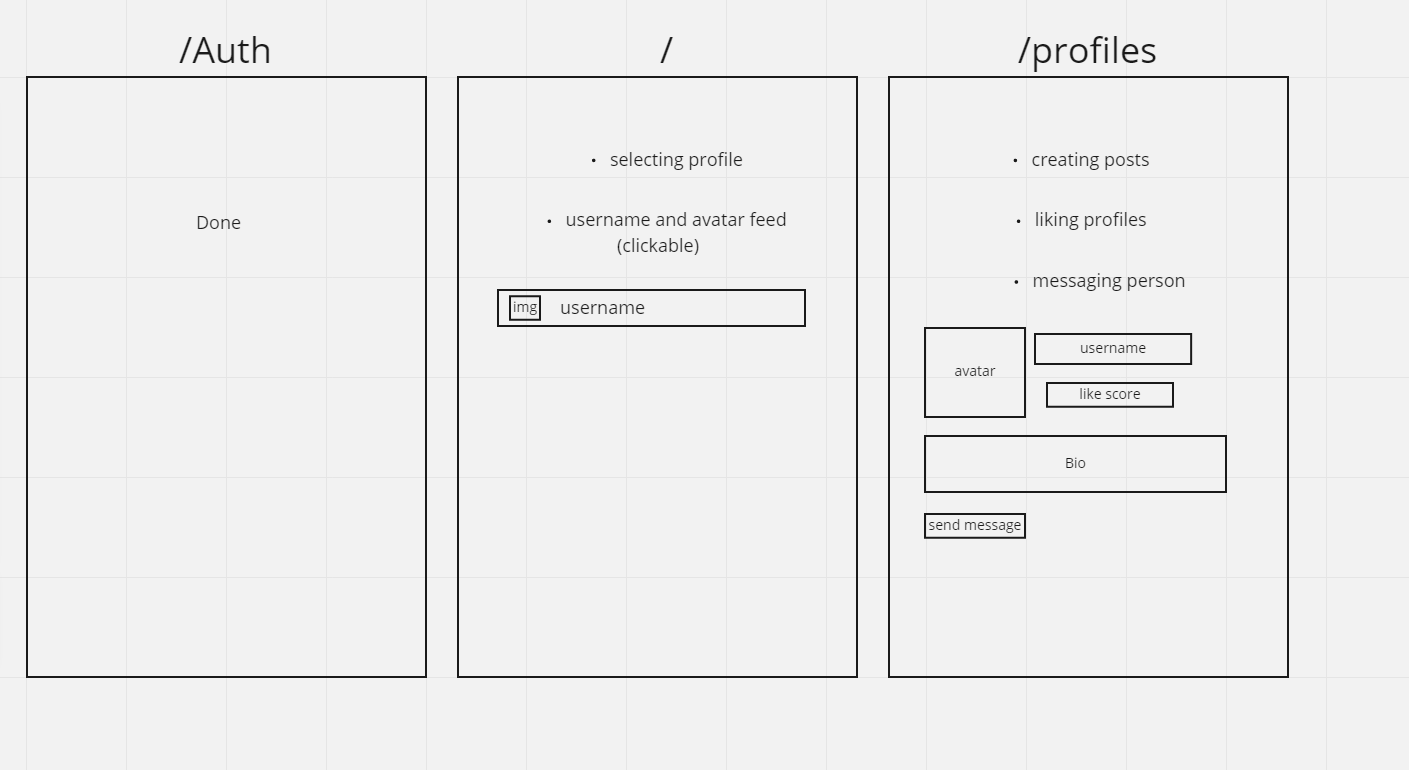 /Auth
/
/profiles
Done
• selecting profile
• username and avatar feed
(clickable)
img username
• creating posts
• liking profiles
• messaging person
avatar
username
like score
Bio
send message